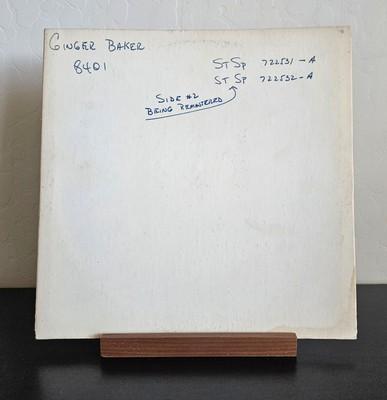 GINGER BAKER
8401
ST SP 722531-A
ST SP 722532-A
SIDE #2
BEING REMASTERED